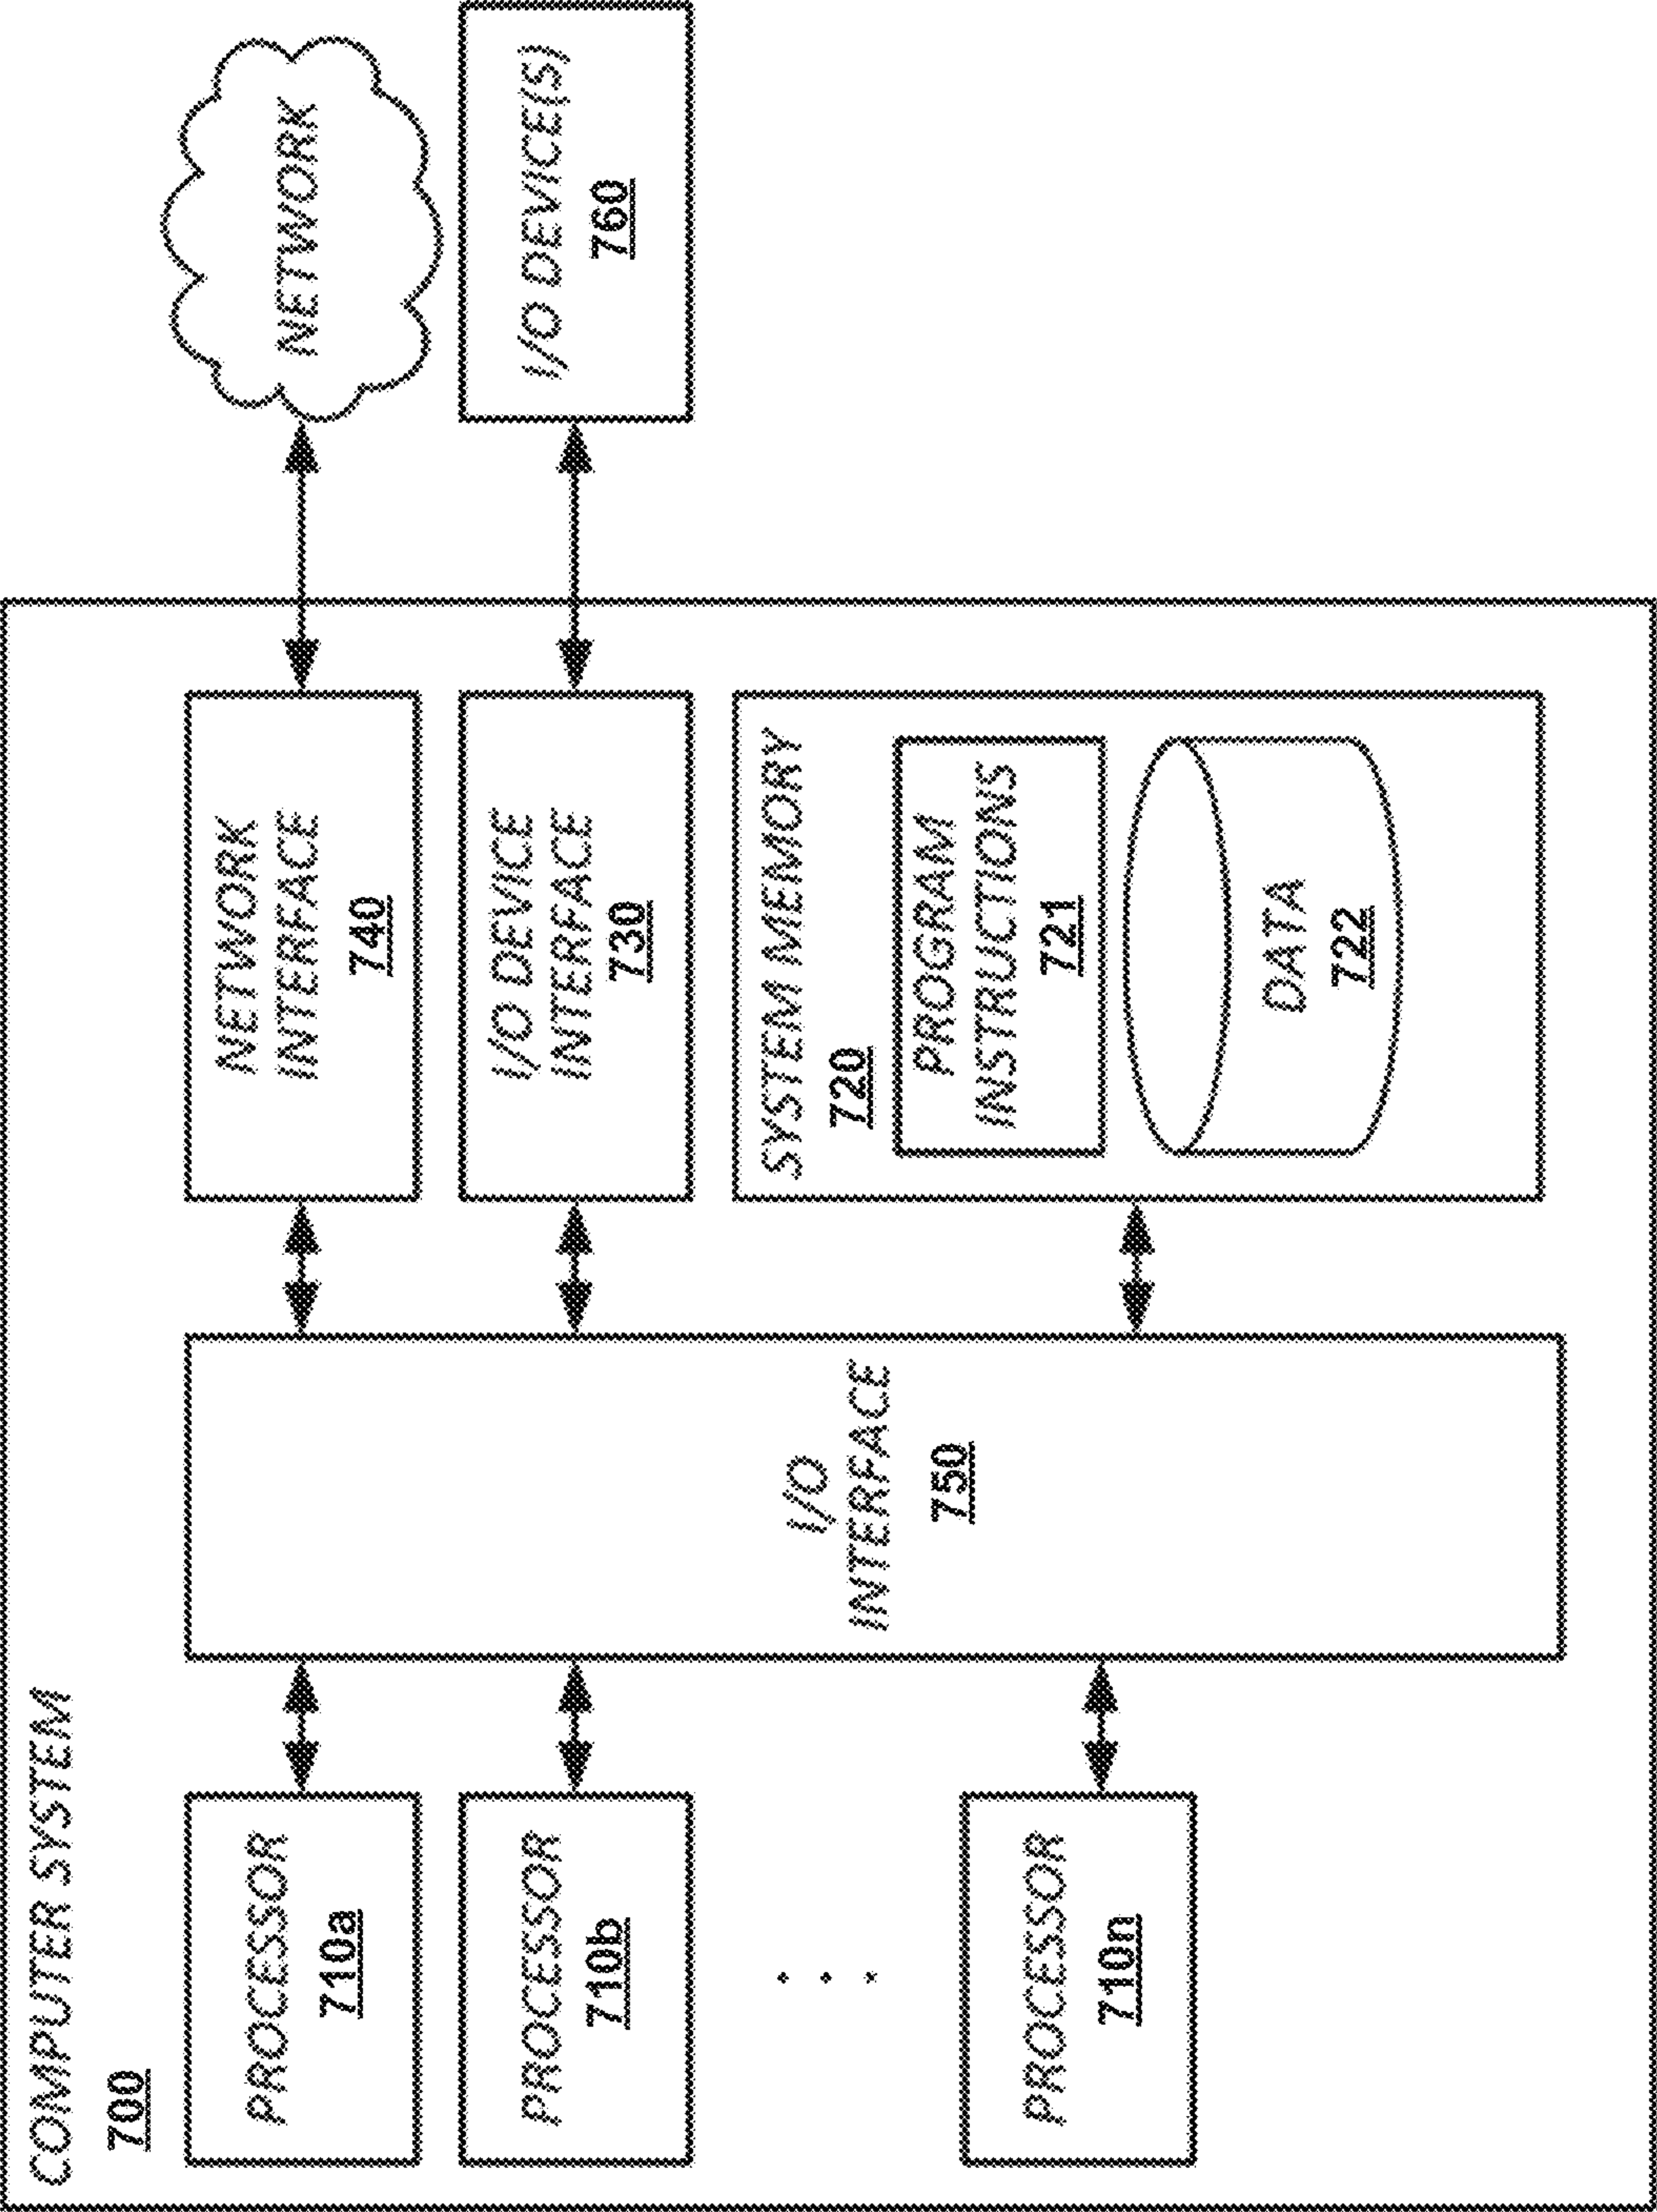 COMPUTER SYSTEM
700
PROCESSOR
710a
PROCESSOR
710b
. . .
PROCESSOR
710n
I/O
INTERFACE
750
NETWORK
INTERFACE
740
I/O DEVICE
INTERFACE
730
SYSTEM MEMORY
720
PROGRAM
INSTRUCTIONS
721
DATA
722
NETWORK
I/O DEVICE(S)
760